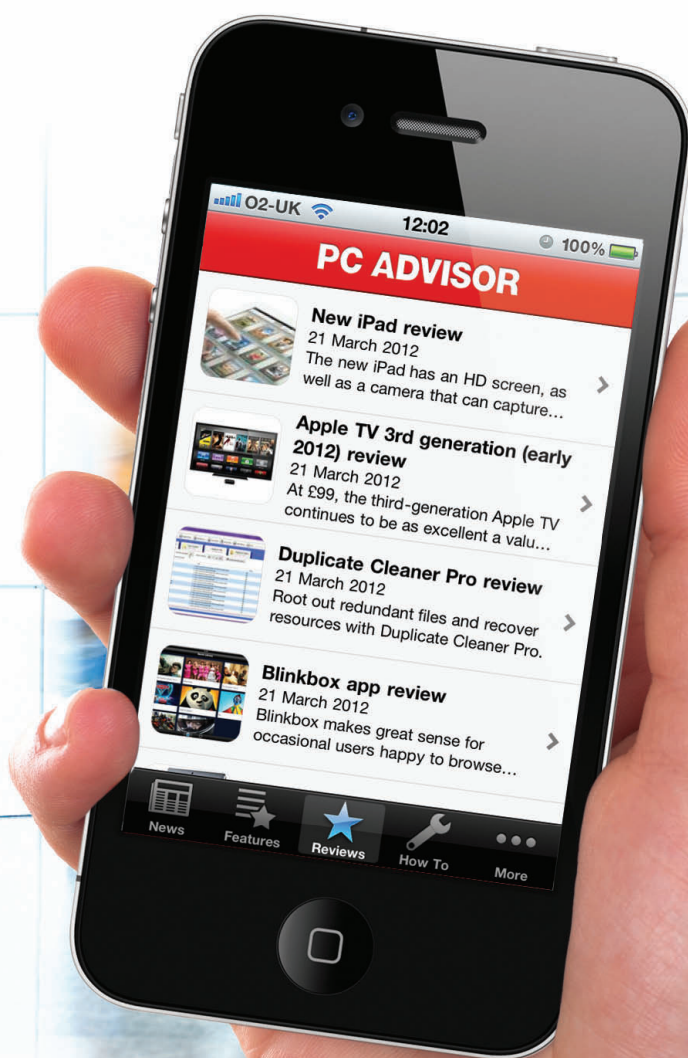 O2-UK 12:02 100%
PC ADVISOR
New iPad review
21 March 2012
The new iPad has an HD screen, as
well as a camera that can capture...
Apple TV 3rd generation (early
2012) review
21 March 2012
At £99, the third-generation Apple TV
continues to be as excellent a valu...
Duplicate Cleaner Pro review
21 March 2012
Root out redundant files and recover
resources with Duplicate Cleaner Pro.
Blinkbox app review
21 March 2012
Blinkbox makes great sense for
occasional users happy to browse...
News Features Reviews How To More